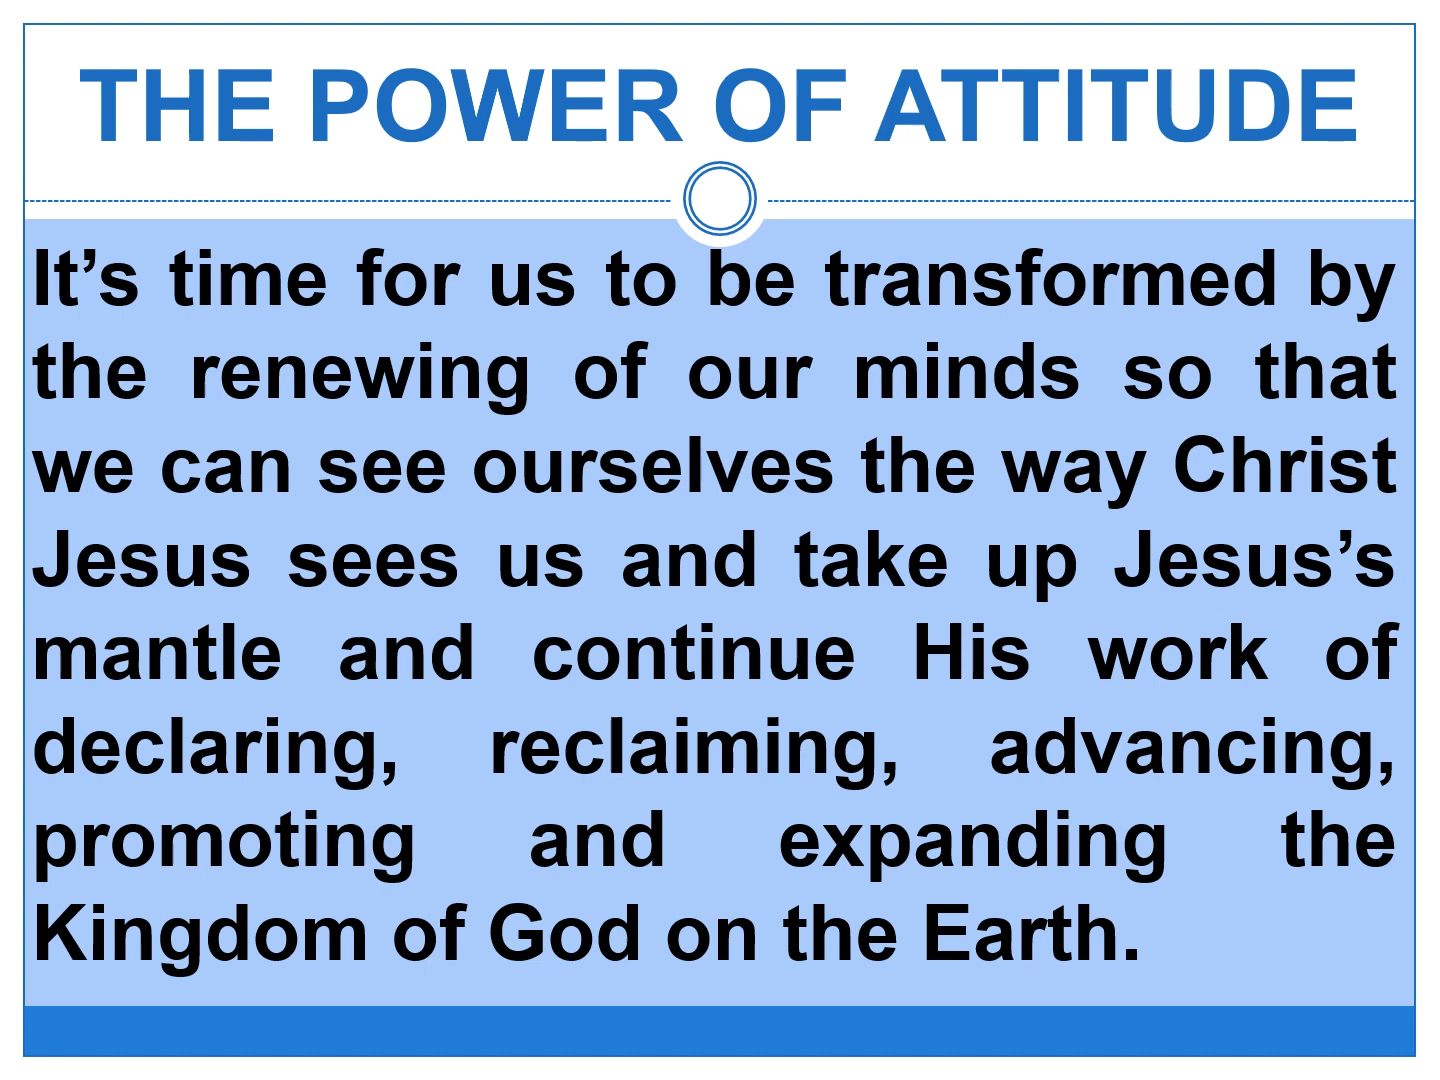 THE POWER OF ATTITUDE
It’s time for us to be transformed by
the renewing of our minds so that
we can see ourselves the way Christ
Jesus sees us and take up Jesus’s
mantle and continue His work of
declaring, reclaiming, advancing,
promoting and expanding the
Kingdom of God on the Earth.